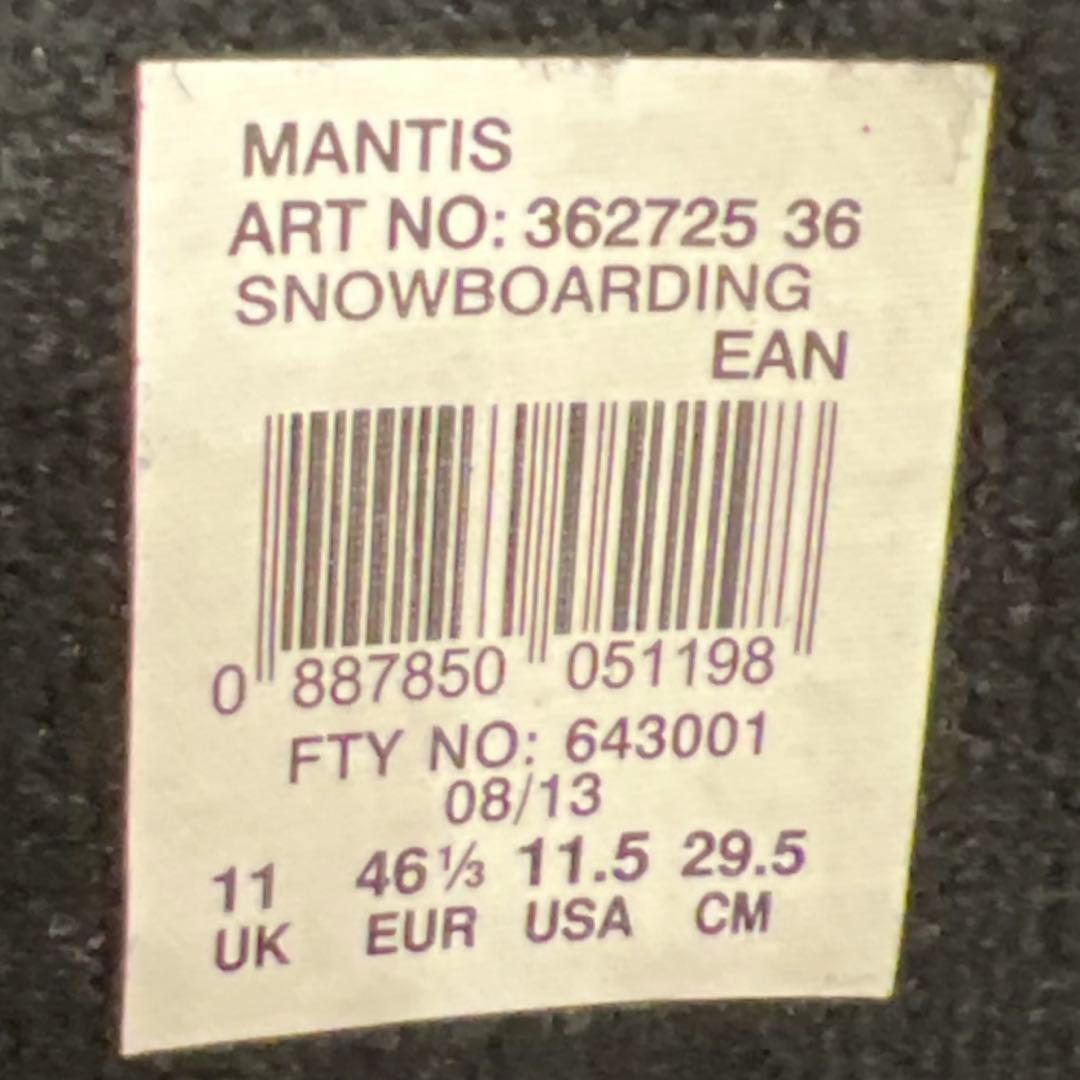 MANTIS
ART NO: 362725 36
SNOWBOARDING
EAN
0 887850 051198
FTY NO: 643001
08/13
11 46⅓ 11.5 29.5
UK EUR USA CM